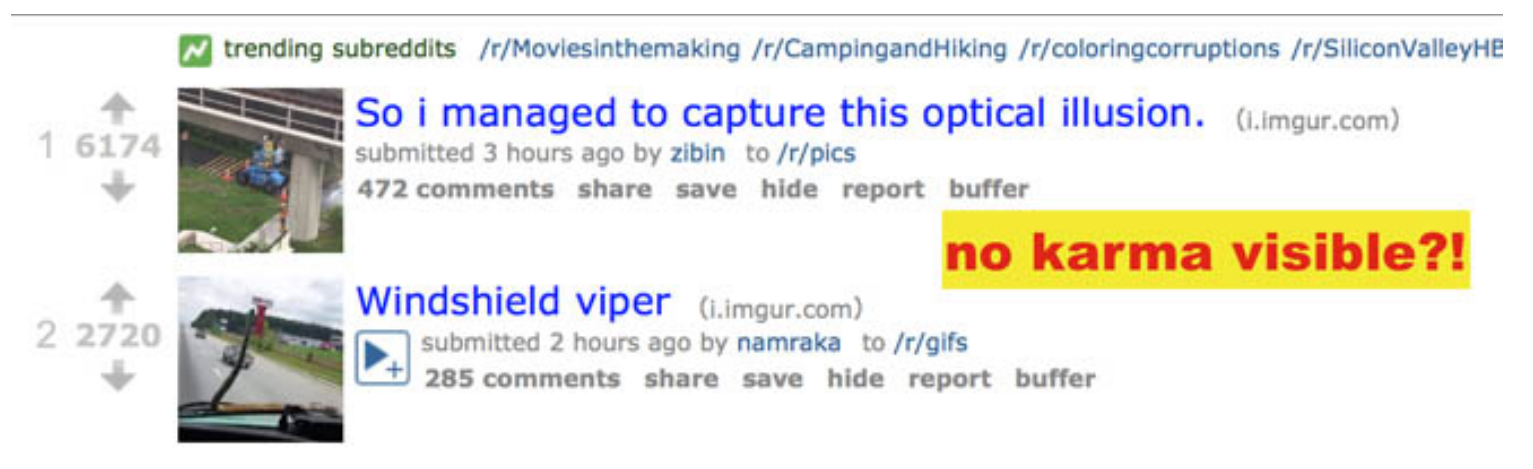 trending subreddits /r/Moviesinthemaking /r/CampingandHiking /r/coloringcorruptions /r/SiliconValleyHB
1 6174 So i managed to capture this optical illusion. (i.imgur.com)
submitted 3 hours ago by zibin to /r/pics
472 comments share save hide report buffer
no karma visible?!
2 2720 Windshield viper (i.imgur.com)
submitted 2 hours ago by namraka to /r/gifs
285 comments share save hide report buffer